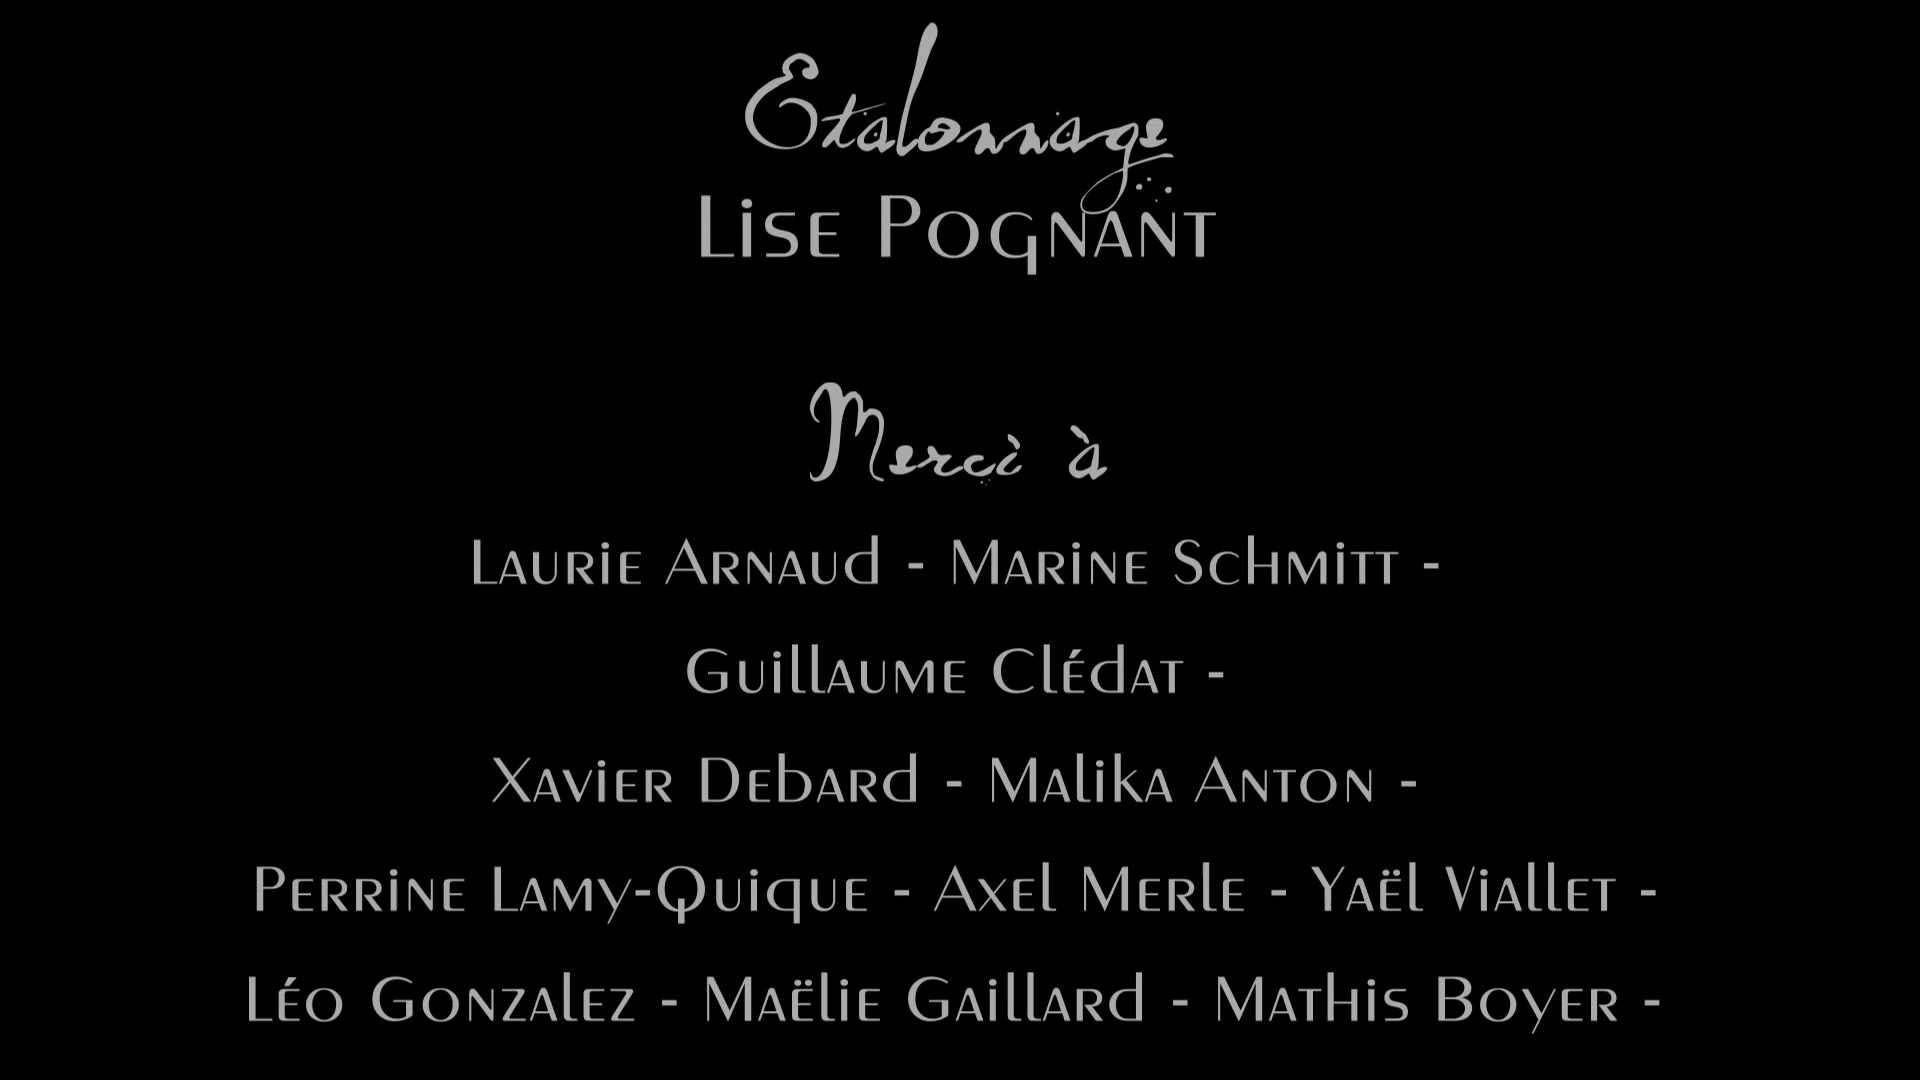 Etalonnage
Lise Pognant
Merci à
Laurie Arnaud - Marine Schmitt -
Guillaume Clédat -
Xavier Debard - Malika Anton -
Perrine Lamy-Quique - Axel Merle - Yaël Viallet -
Léo Gonzalez - Maëlie Gaillard - Mathis Boyer -